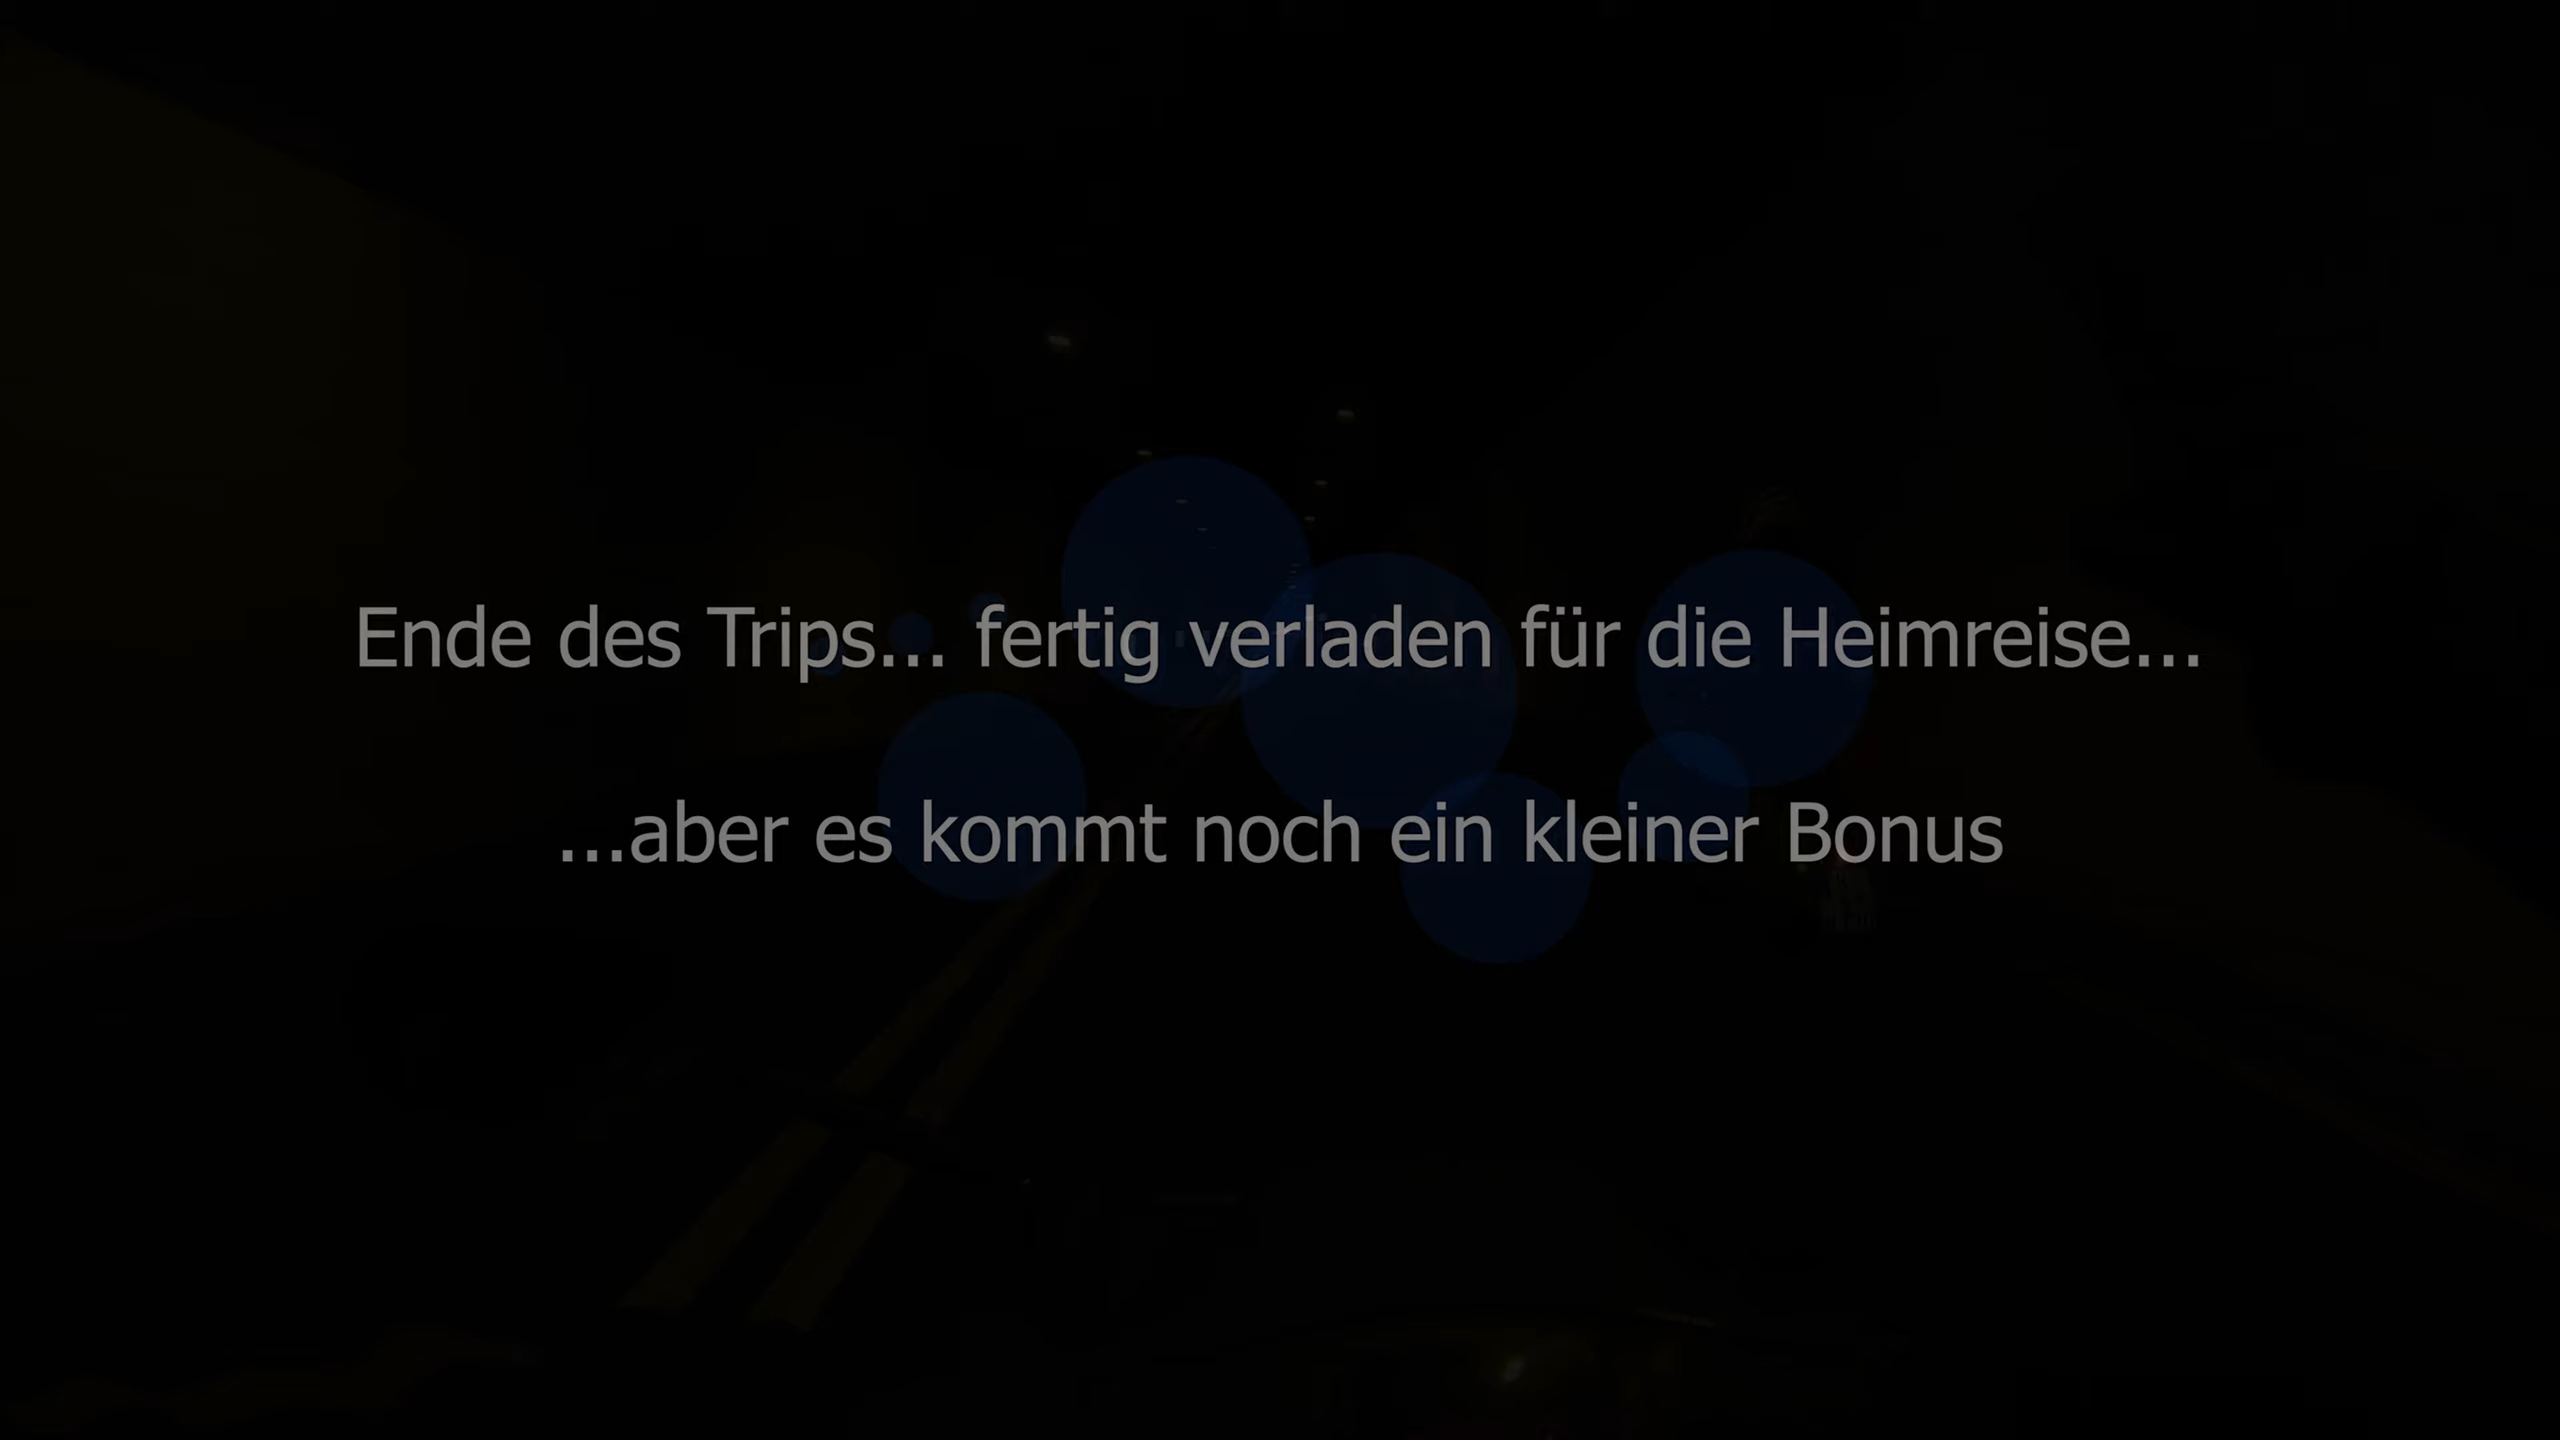 Ende des Trips... fertig verladen für die Heimreise...
...aber es kommt noch ein kleiner Bonus